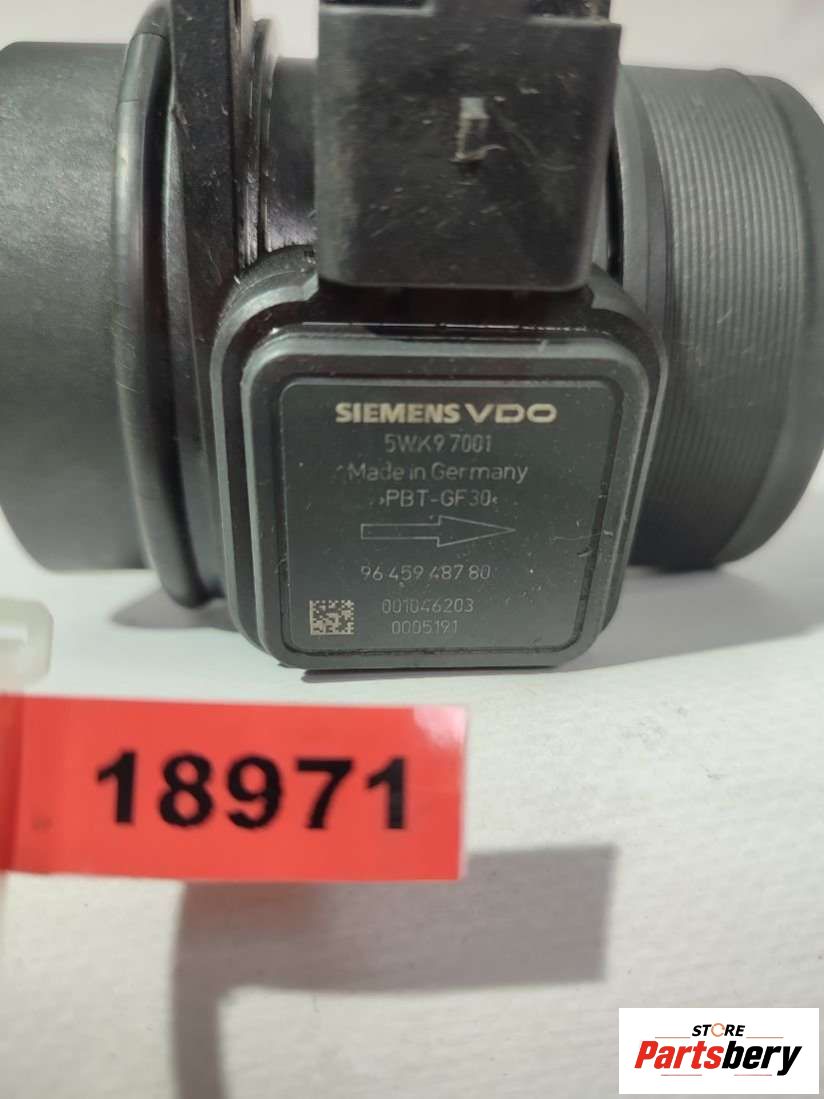 SIEMENS VDO
5WK9 7001
Made in Germany
›PBT-GF30‹
96 459 487 80
001046203
0005191
18971
STORE
Partsbery